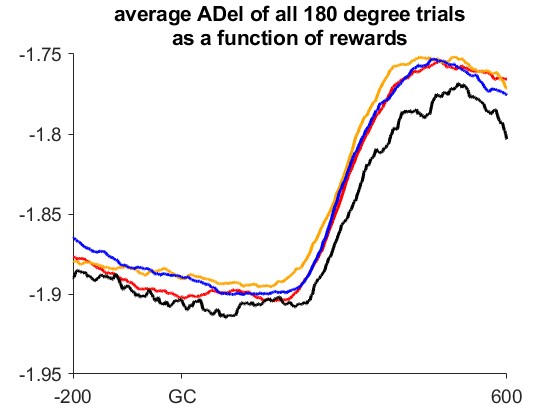 average ADel of all 180 degree trials
as a function of rewards
-1.75
-1.8
-1.85
-1.9
-1.95
-200
GC
600